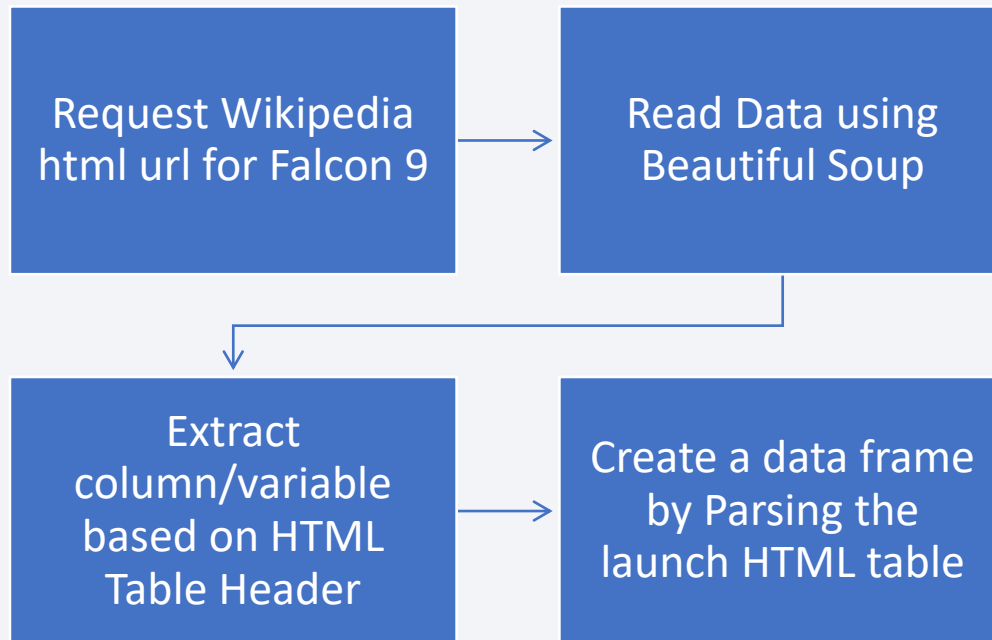 Request Wikipedia
html url for Falcon 9
Read Data using
Beautiful Soup
Extract
column/variable
based on HTML
Table Header
Create a data frame
by Parsing the
launch HTML table